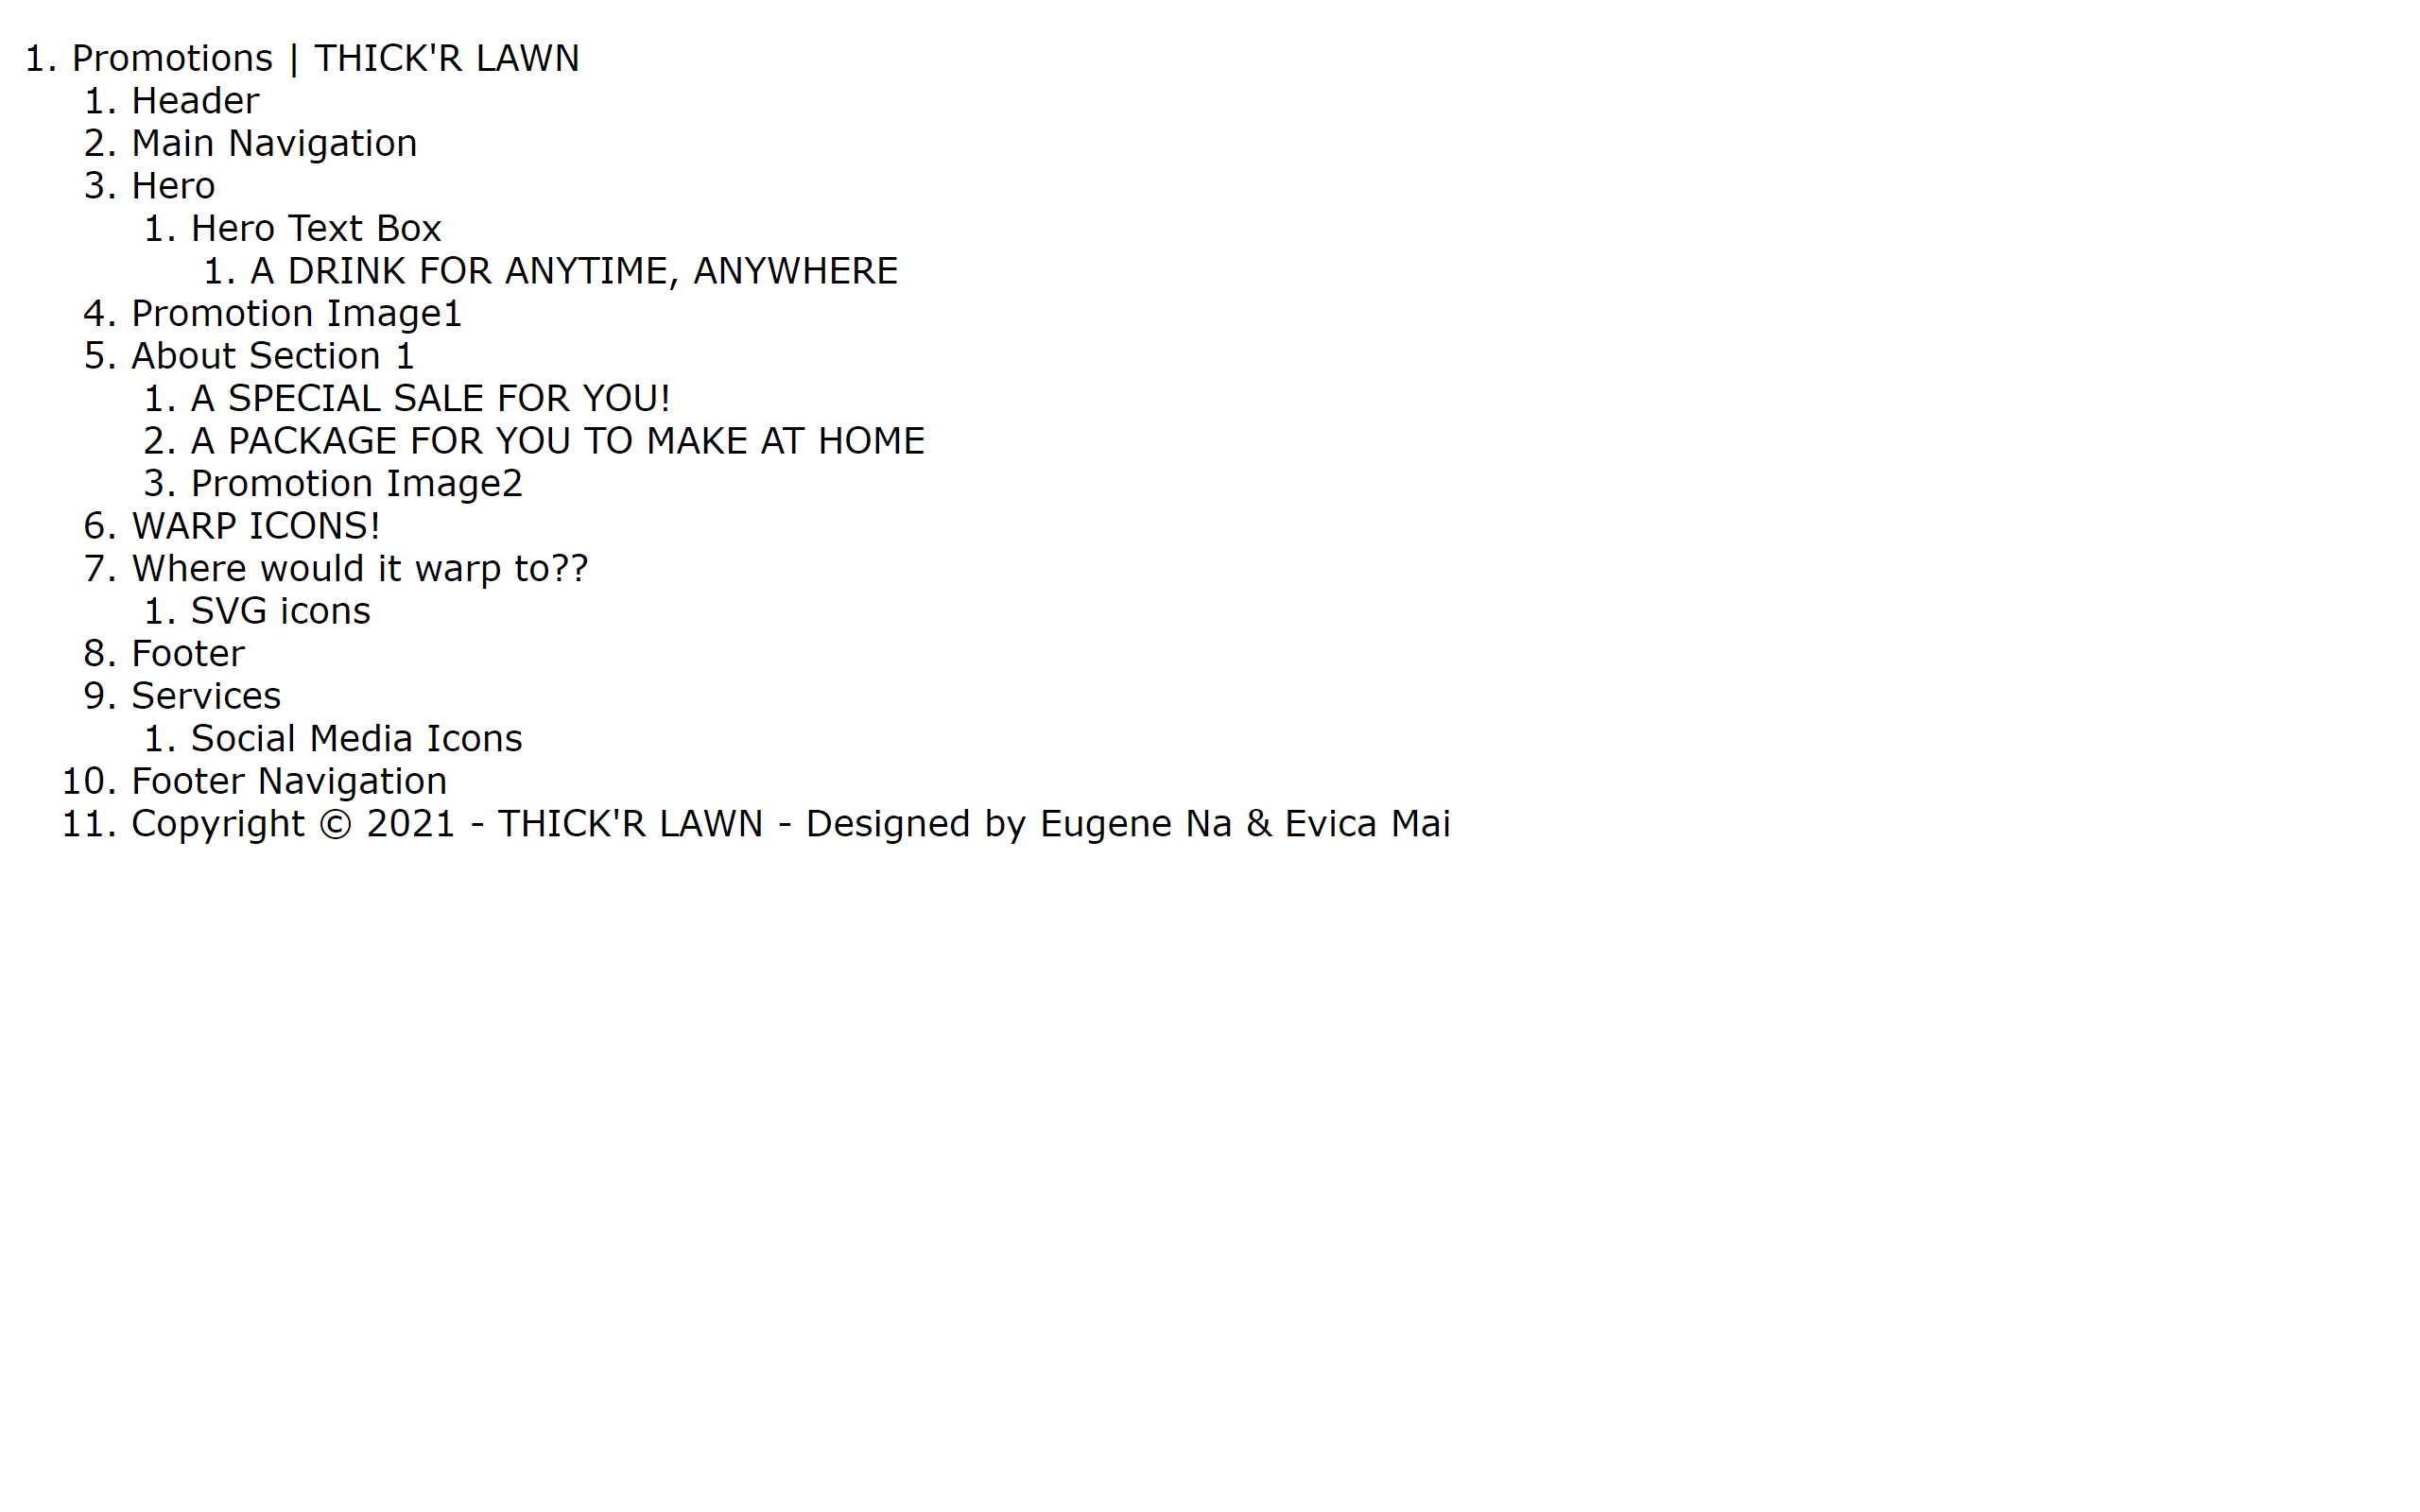 1. Promotions | THICK'R LAWN
1. Header
2. Main Navigation
3. Hero
1. Hero Text Box
1. A DRINK FOR ANYTIME, ANYWHERE
4. Promotion Image1
5. About Section 1
1. A SPECIAL SALE FOR YOU!
2. A PACKAGE FOR YOU TO MAKE AT HOME
3. Promotion Image2
6. WARP ICONS!
7. Where would it warp to??
1. SVG icons
8. Footer
9. Services
1. Social Media Icons
10. Footer Navigation
11. Copyright © 2021 - THICK'R LAWN - Designed by Eugene Na & Evica Mai